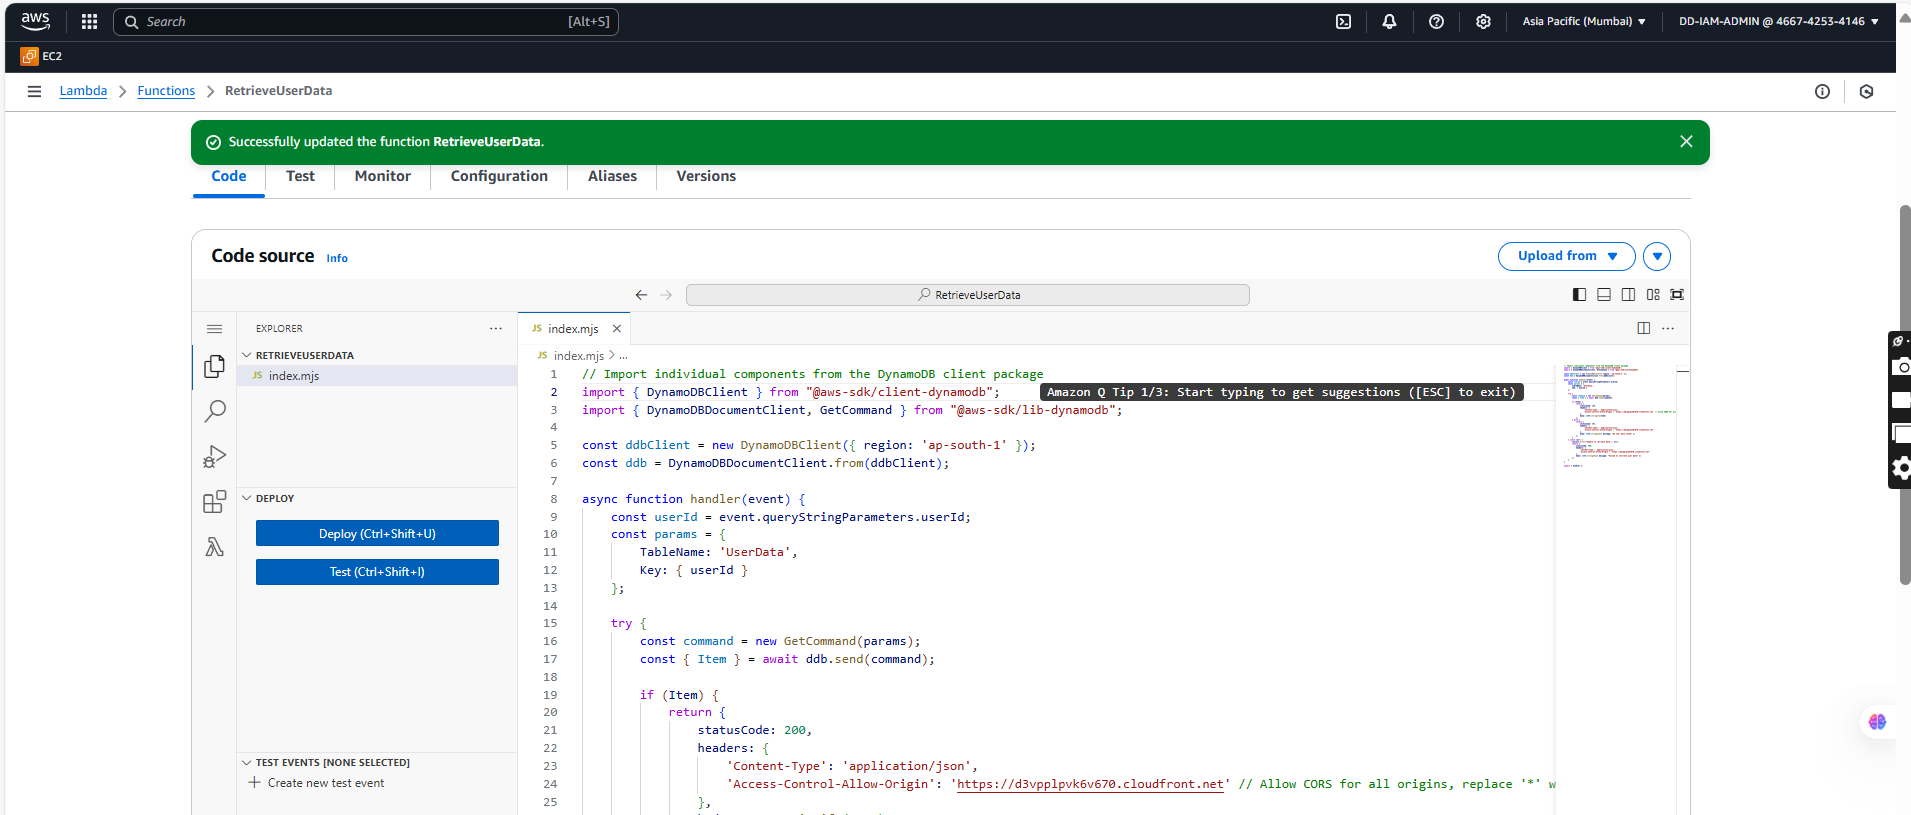 aws
Search
[Alt+S]
Asia Pacific (Mumbai)
DD-IAM-ADMIN @ 4667-4253-4146
EC2
Lambda
Functions
RetrieveUserData
Successfully updated the function RetrieveUserData.
Code
Test
Monitor
Configuration
Aliases
Versions
Code source
Info
Upload from
RetrieveUserData
EXPLORER
JS index.mjs
RETRIEVEUSERDATA
JS index.mjs
JS index.mjs > ...
1 // Import individual components from the DynamoDB client package
2 import { DynamoDBClient } from "@aws-sdk/client-dynamodb";
Amazon Q Tip 1/3: Start typing to get suggestions ([ESC] to exit)
3 import { DynamoDBDocumentClient, GetCommand } from "@aws-sdk/lib-dynamodb";
4
5 const ddbClient = new DynamoDBClient({ region: 'ap-south-1' });
6 const ddb = DynamoDBDocumentClient.from(ddbClient);
7
8 async function handler(event) {
9 const userId = event.queryStringParameters.userId;
10 const params = {
11 TableName: 'UserData',
12 Key: { userId }
13 };
14
15 try {
16 const command = new GetCommand(params);
17 const { Item } = await ddb.send(command);
18
19 if (Item) {
20 return {
21 statusCode: 200,
22 headers: {
23 'Content-Type': 'application/json',
24 'Access-Control-Allow-Origin': 'https://d3vpplpvk6v670.cloudfront.net' // Allow CORS for all origins, replace '*' w
25 },
DEPLOY
Deploy (Ctrl+Shift+U)
Test (Ctrl+Shift+I)
TEST EVENTS [NONE SELECTED]
Create new test event